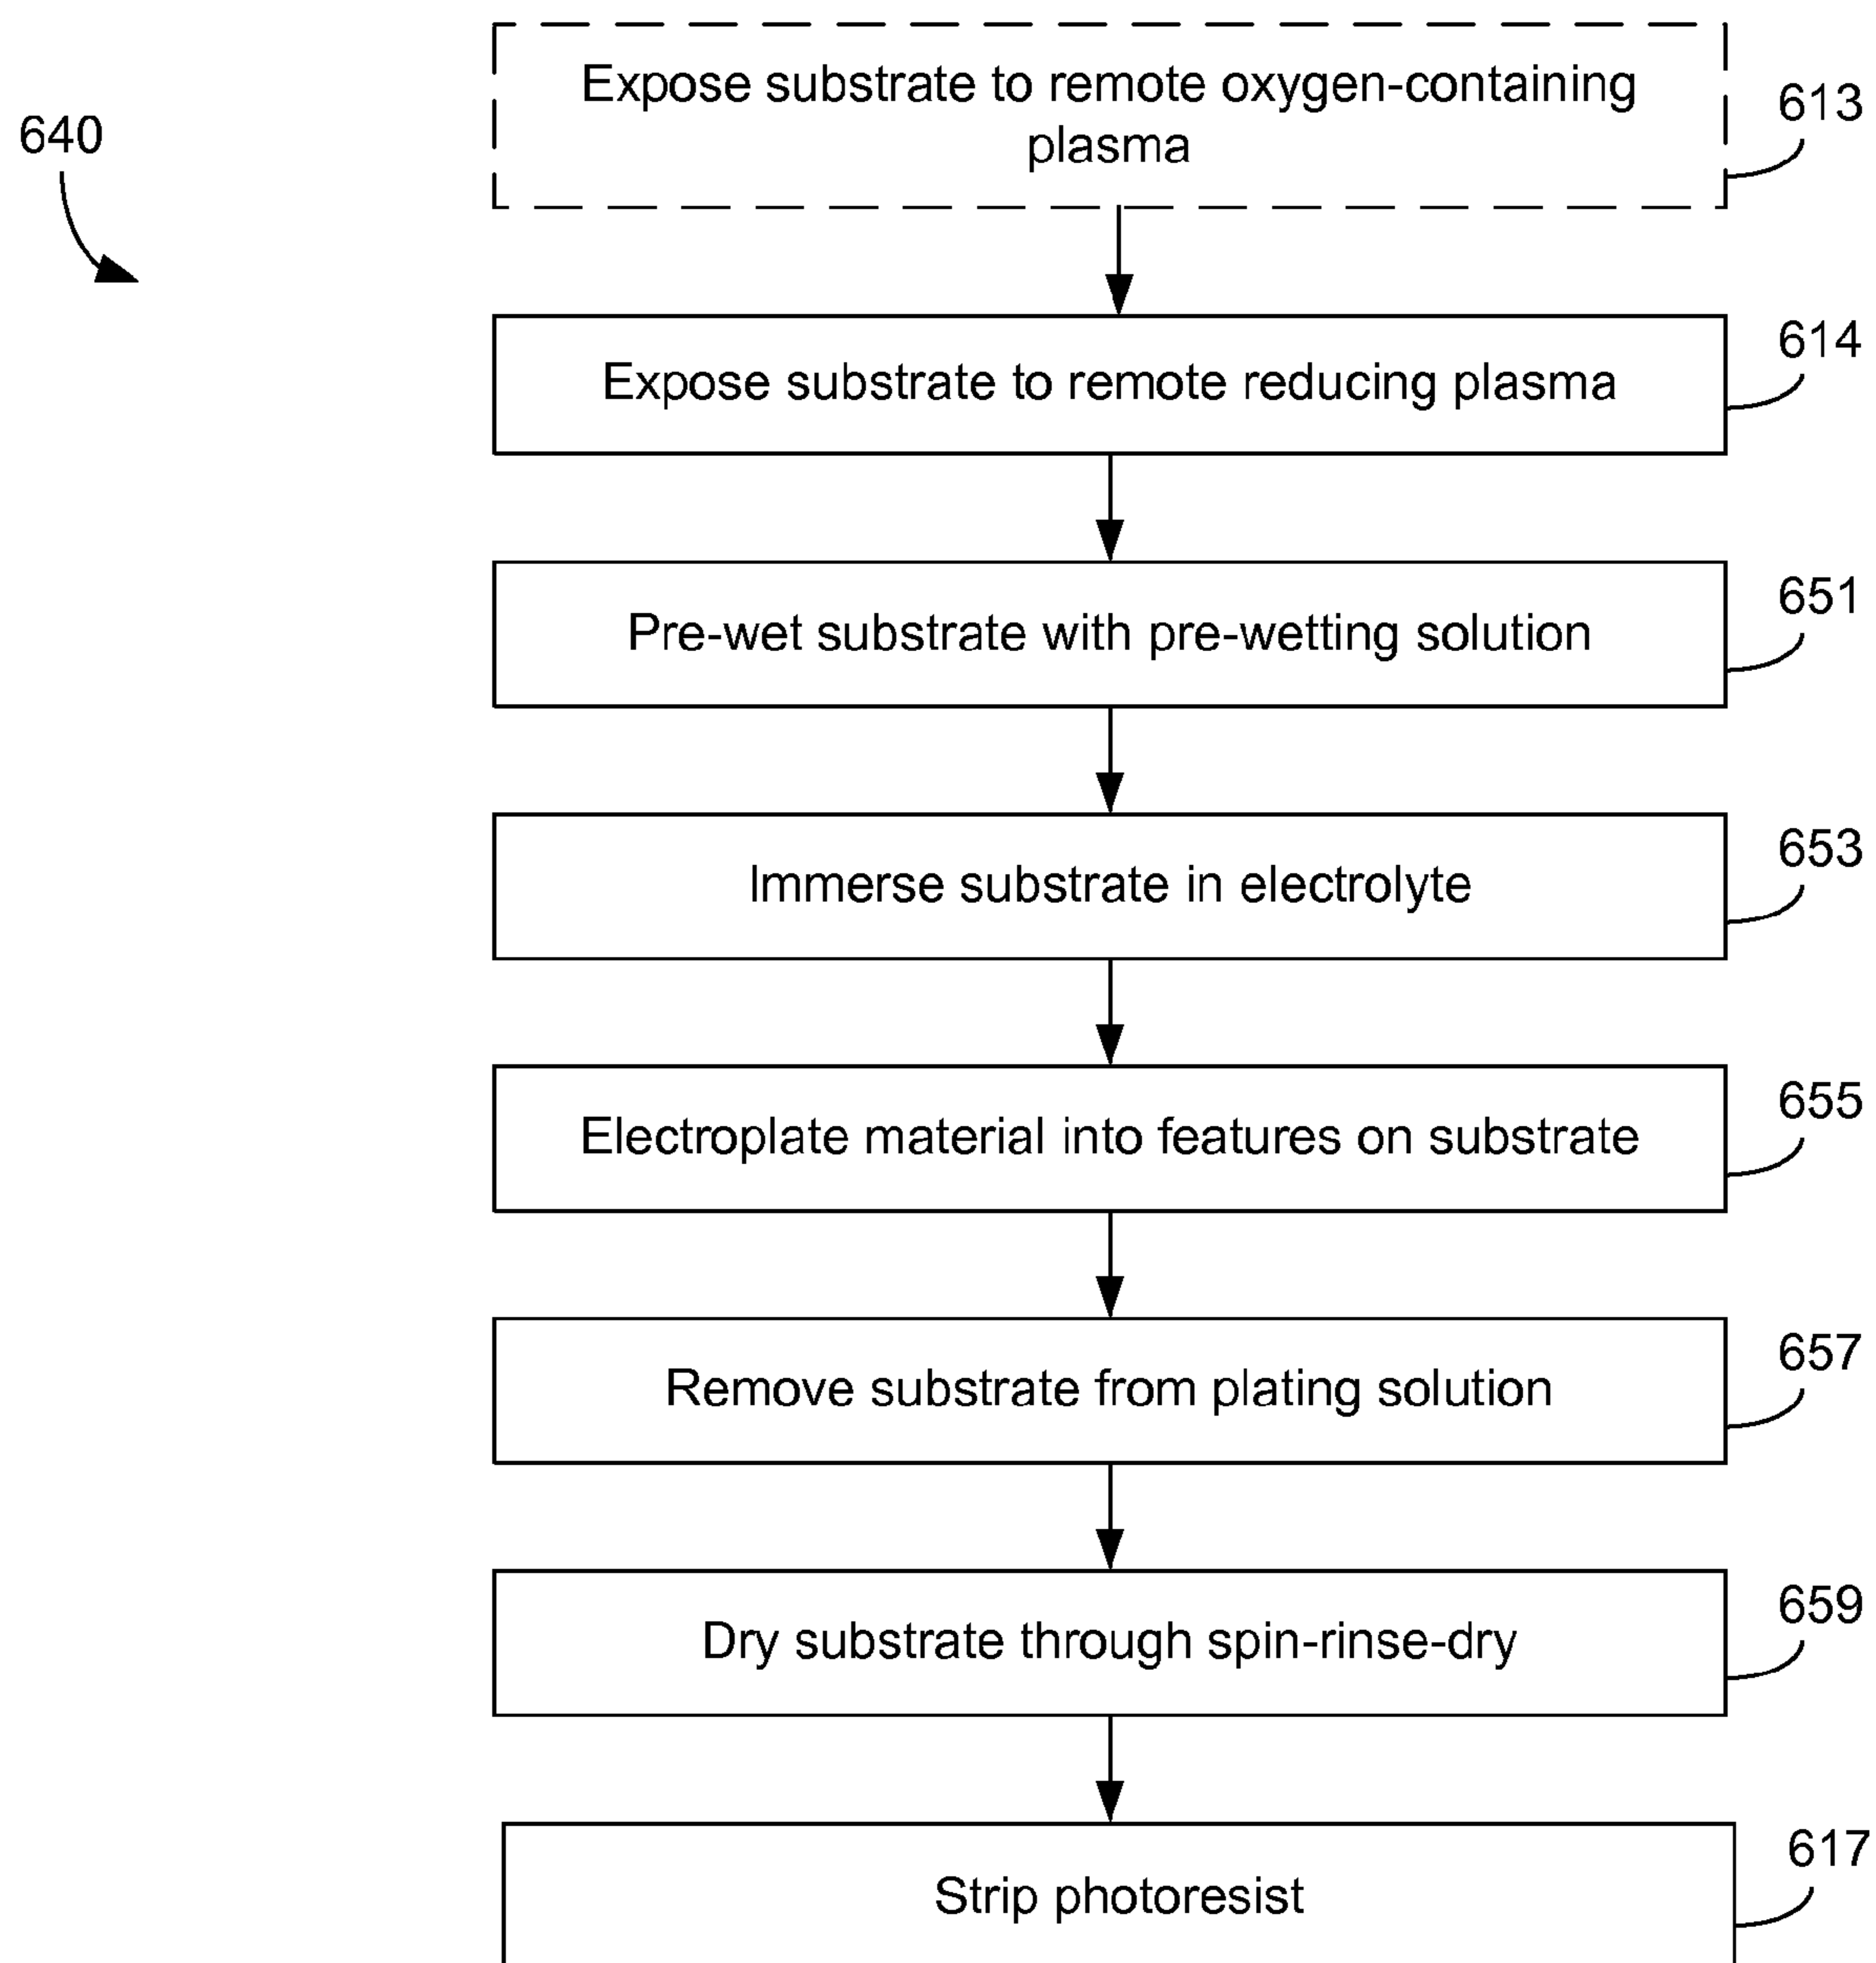 640
Expose substrate to remote oxygen-containing
plasma
613
Expose substrate to remote reducing plasma
614
Pre-wet substrate with pre-wetting solution
651
Immerse substrate in electrolyte
653
Electroplate material into features on substrate
655
Remove substrate from plating solution
657
Dry substrate through spin-rinse-dry
659
Strip photoresist
617